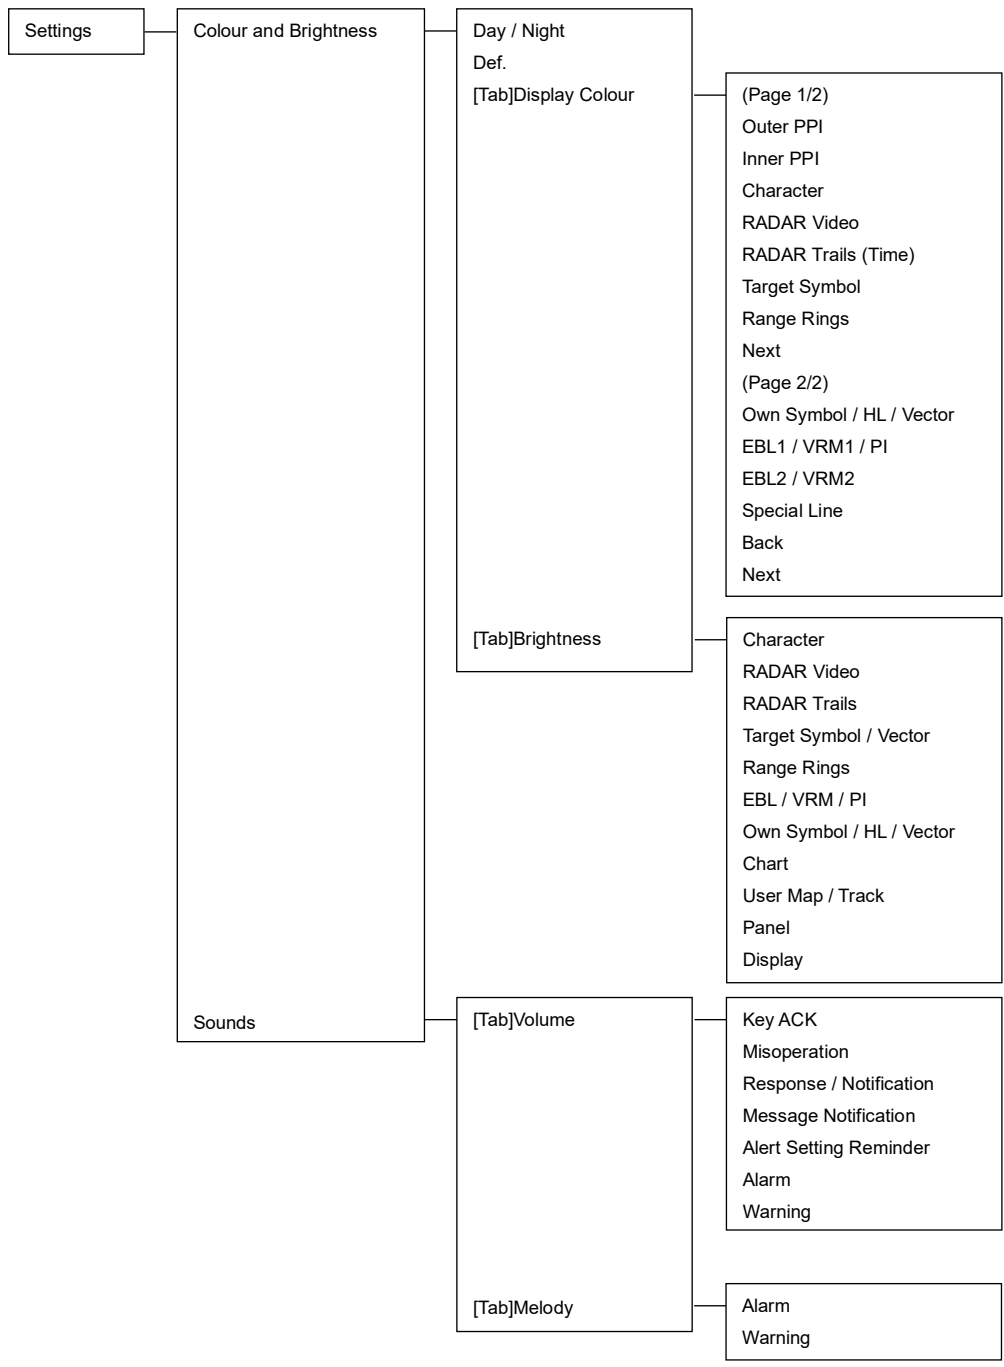 Settings
Colour and Brightness
Day / Night
Def.
[Tab]Display Colour
(Page 1/2)
Outer PPI
Inner PPI
Character
RADAR Video
RADAR Trails (Time)
Target Symbol
Range Rings
Next
(Page 2/2)
Own Symbol / HL / Vector
EBL1 / VRM1 / PI
EBL2 / VRM2
Special Line
Back
Next
[Tab]Brightness
Character
RADAR Video
RADAR Trails
Target Symbol / Vector
Range Rings
EBL / VRM / PI
Own Symbol / HL / Vector
Chart
User Map / Track
Panel
Display
Sounds
[Tab]Volume
Key ACK
Misoperation
Response / Notification
Message Notification
Alert Setting Reminder
Alarm
Warning
[Tab]Melody
Alarm
Warning